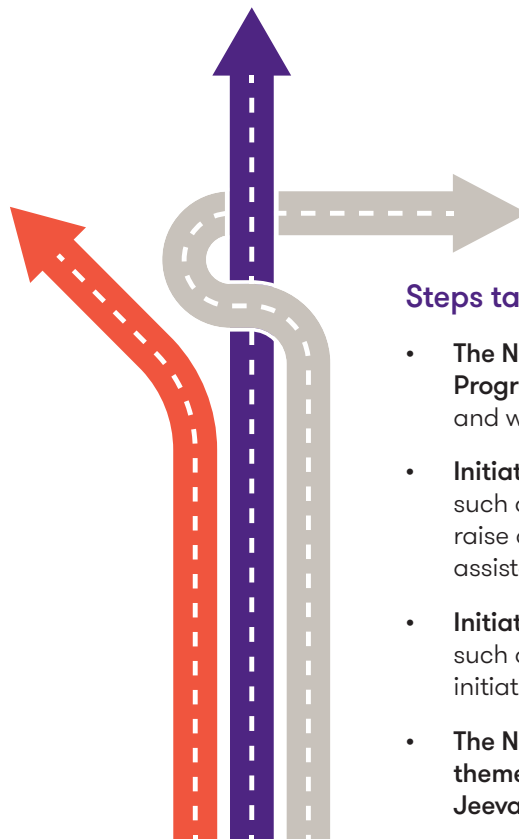 Steps ta
• The N
Progr
and w
• Initiat
such a
raise a
assist
• Initiat
such a
initiat
• The N
theme
Jeeva